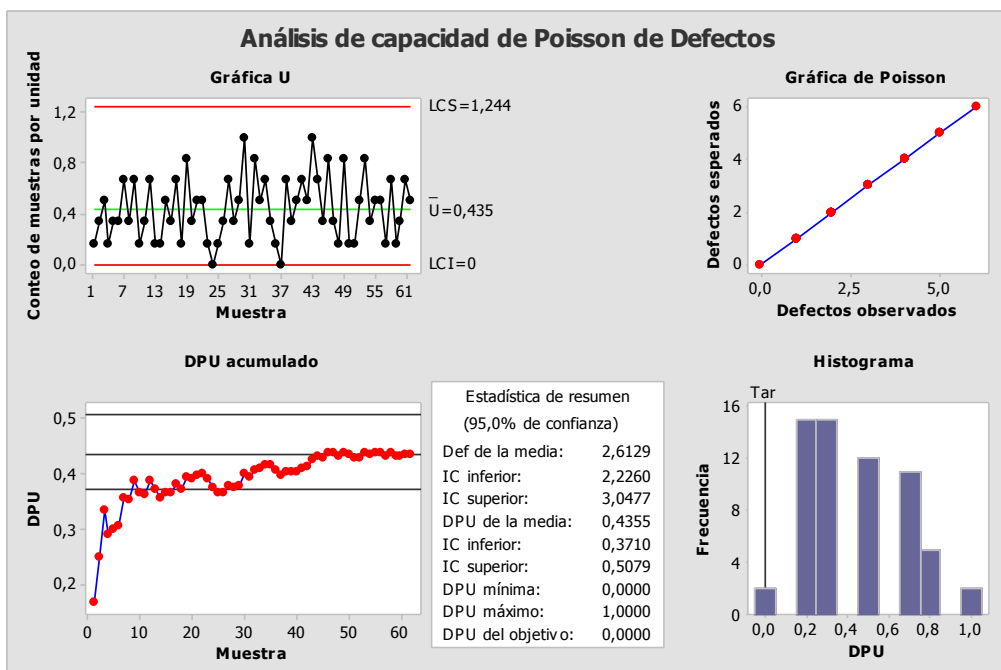 Análisis de capacidad de Poisson de Defectos
Gráfica U
Conteo de muestras por unidad
1,2
0,8
0,4
0,0
1 7 13 19 25 31 37 43 49 55 61
Muestra
LCS=1,244
_
U=0,435
LCI=0
Gráfica de Poisson
Defectos esperados
6
4
2
0
0,0 2,5 5,0
Defectos observados
DPU acumulado
DPU
0,5
0,4
0,3
0,2
0 10 20 30 40 50 60
Muestra
Estadística de resumen
(95,0% de confianza)
Def de la media: 2,6129
IC inferior: 2,2260
IC superior: 3,0477
DPU de la media: 0,4355
IC inferior: 0,3710
IC superior: 0,5079
DPU mínima: 0,0000
DPU máximo: 1,0000
DPU del objetivo: 0,0000
Histograma
Tar
Frecuencia
16
12
8
4
0
0,0 0,2 0,4 0,6 0,8 1,0
DPU